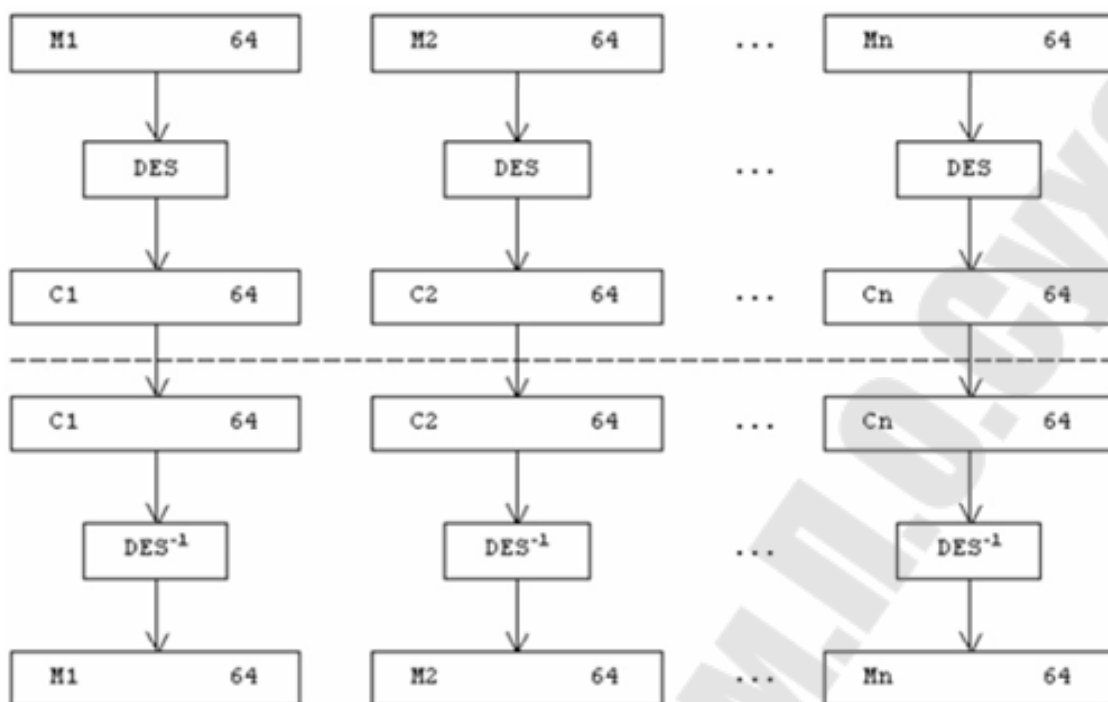 M1 64 M2 64 ... Mn 64
DES DES ... DES
C1 64 C2 64 ... Cn 64
C1 64 C2 64 ... Cn 64
DES⁻¹ DES⁻¹ ... DES⁻¹
M1 64 M2 64 ... Mn 64